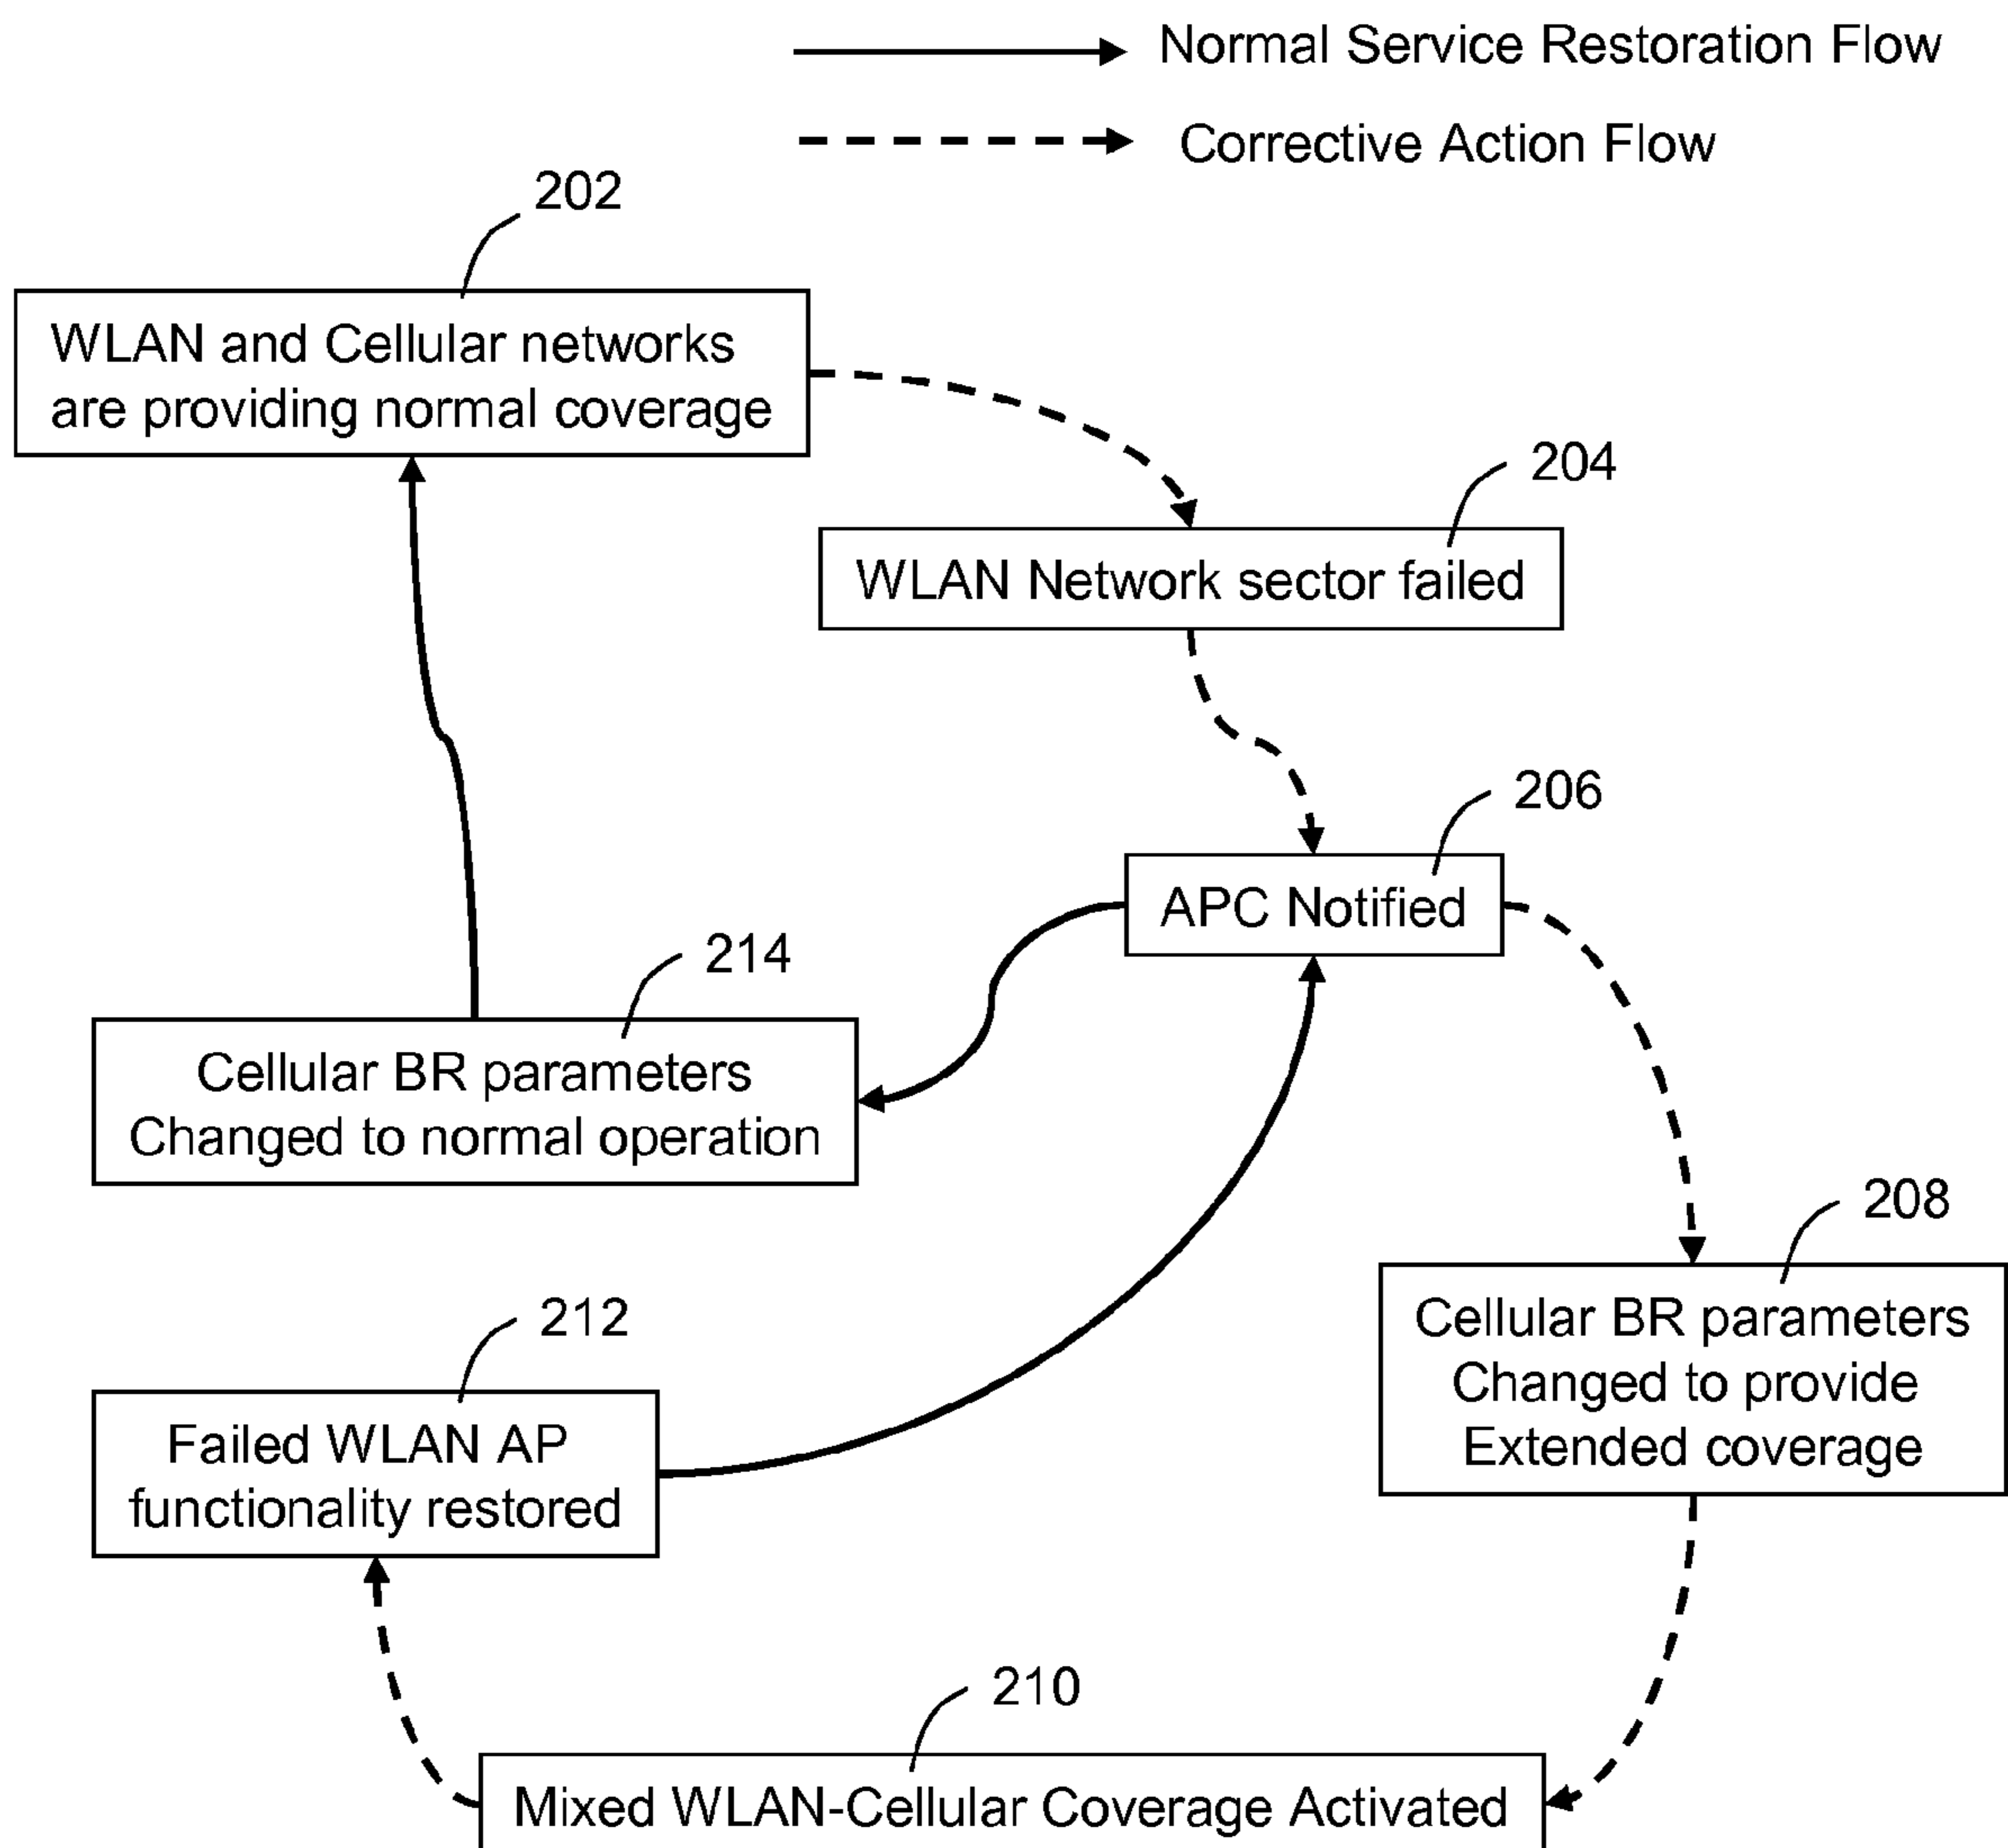 Normal Service Restoration Flow
Corrective Action Flow
202
WLAN and Cellular networks
are providing normal coverage
204
WLAN Network sector failed
206
APC Notified
214
Cellular BR parameters
Changed to normal operation
208
Cellular BR parameters
Changed to provide
Extended coverage
212
Failed WLAN AP
functionality restored
210
Mixed WLAN-Cellular Coverage Activated